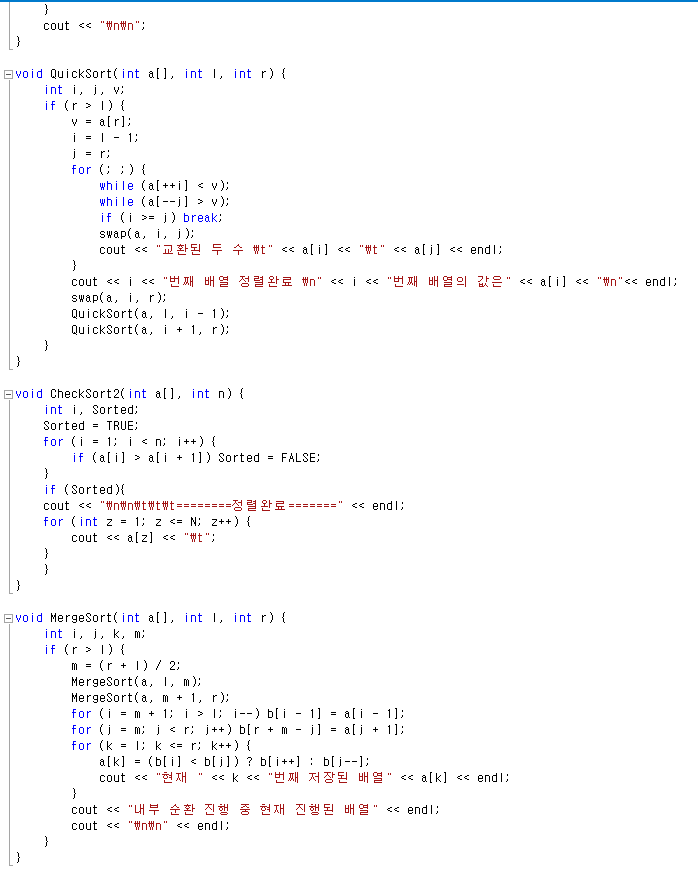 }
cout << "₩n₩n";
}
void QuickSort(int a[], int l, int r) {
int i, j, v;
if (r > l) {
v = a[r];
i = l - 1;
j = r;
for (; ;) {
while (a[++i] < v);
while (a[--j] > v);
if (i >= j) break;
swap(a, i, j);
cout << "교환된 두 수 ₩t" << a[i] << "₩t" << a[j] << endl;
}
cout << i << "번째 배열 정렬완료 ₩n" << i << "번째 배열의 값은" << a[i] << "₩n"<< endl;
swap(a, i, r);
QuickSort(a, l, i - 1);
QuickSort(a, i + 1, r);
}
}
void CheckSort2(int a[], int n) {
int i, Sorted;
Sorted = TRUE;
for (i = 1; i < n; i++) {
if (a[i] > a[i + 1]) Sorted = FALSE;
}
if (Sorted){
cout << "₩n₩n₩t₩t₩t========정렬완료=======" << endl;
for (int z = 1; z <= N; z++) {
cout << a[z] << "₩t";
}
}
}
void MergeSort(int a[], int l, int r) {
int i, j, k, m;
if (r > l) {
m = (r + l) / 2;
MergeSort(a, l, m);
MergeSort(a, m + 1, r);
for (i = m + 1; i > l; i--) b[i - 1] = a[i - 1];
for (j = m; j < r; j++) b[r + m - j] = a[j + 1];
for (k = l; k <= r; k++) {
a[k] = (b[i] < b[j]) ? b[i++] : b[j--];
cout << "현재 " << k << "번째 저장된 배열" << a[k] << endl;
}
cout << "내부 순환 진행 중 현재 진행된 배열" << endl;
cout << "₩n₩n" << endl;
}
}